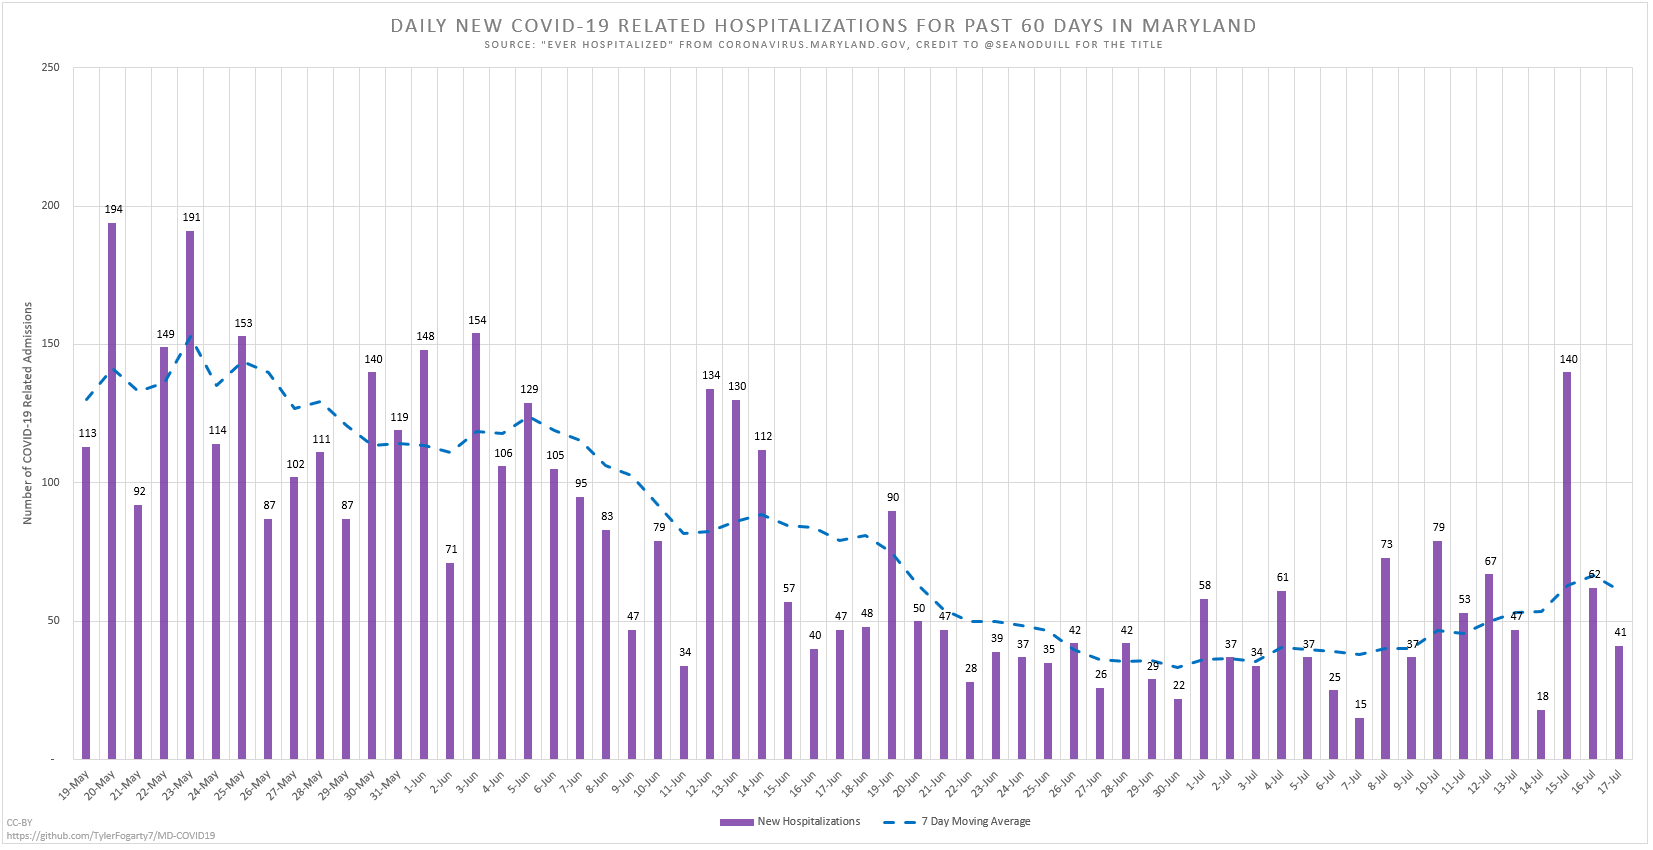 DAILY NEW COVID-19 RELATED HOSPITALIZATIONS FOR PAST 60 DAYS IN MARYLAND
SOURCE: "EVER HOSPITALIZED" FROM CORONAVIRUS.MARYLAND.GOV, CREDIT TO @SEANODUILL FOR THE TITLE
Number of COVID-19 Related Admissions
250
200
150
100
50
-
113 194 92 149 191 114 153 87 102 111 87 140 119 148 71 154 106 129 105 95 83 47 79 34 134 130 112 57 40 47 48 90 50 47 28 39 37 35 42 26 42 29 22 58 37 34 61 37 25 15 73 37 79 53 67 47 18 140 62 41
19-May 20-May 21-May 22-May 23-May 24-May 25-May 26-May 27-May 28-May 29-May 30-May 31-May 1-Jun 2-Jun 3-Jun 4-Jun 5-Jun 6-Jun 7-Jun 8-Jun 9-Jun 10-Jun 11-Jun 12-Jun 13-Jun 14-Jun 15-Jun 16-Jun 17-Jun 18-Jun 19-Jun 20-Jun 21-Jun 22-Jun 23-Jun 24-Jun 25-Jun 26-Jun 27-Jun 28-Jun 29-Jun 30-Jun 1-Jul 2-Jul 3-Jul 4-Jul 5-Jul 6-Jul 7-Jul 8-Jul 9-Jul 10-Jul 11-Jul 12-Jul 13-Jul 14-Jul 15-Jul 16-Jul 17-Jul
New Hospitalizations 7 Day Moving Average
CC-BY
https://github.com/TylerFogarty7/MD-COVID19